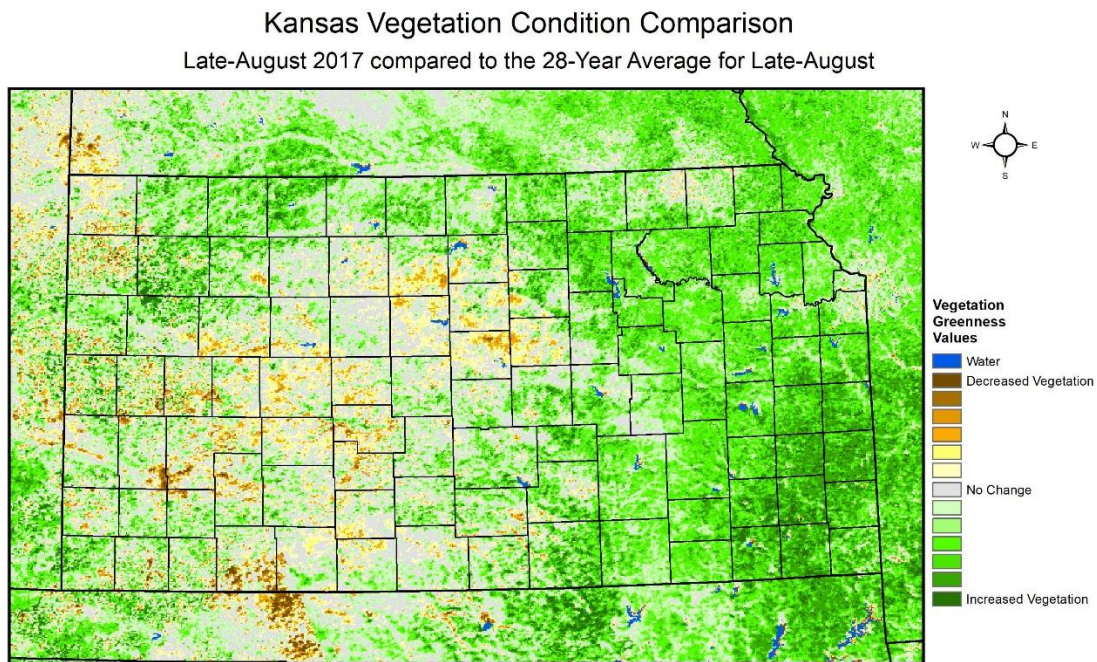 Kansas Vegetation Condition Comparison
Late-August 2017 compared to the 28-Year Average for Late-August
N
W
E
S
Vegetation
Greenness
Values
Water
Decreased Vegetation
No Change
Increased Vegetation